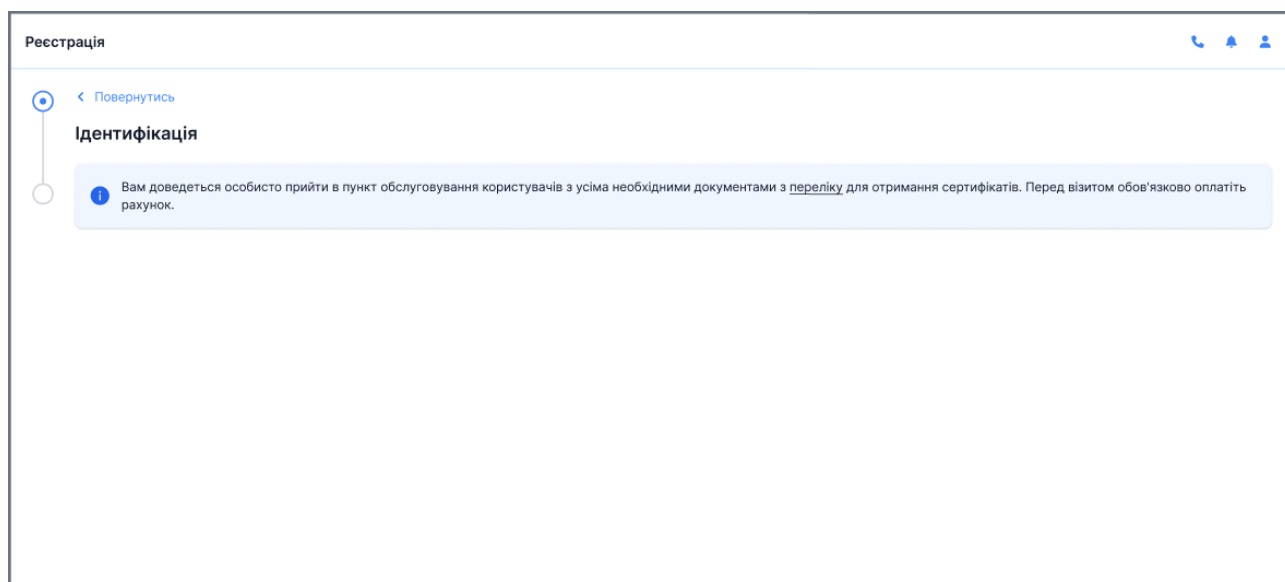 Реєстрація
Повернутись
Ідентифікація
Вам доведеться особисто прийти в пункт обслуговування користувачів з усіма необхідними документами з переліку для отримання сертифікатів. Перед візитом обов'язково оплатіть
рахунок.